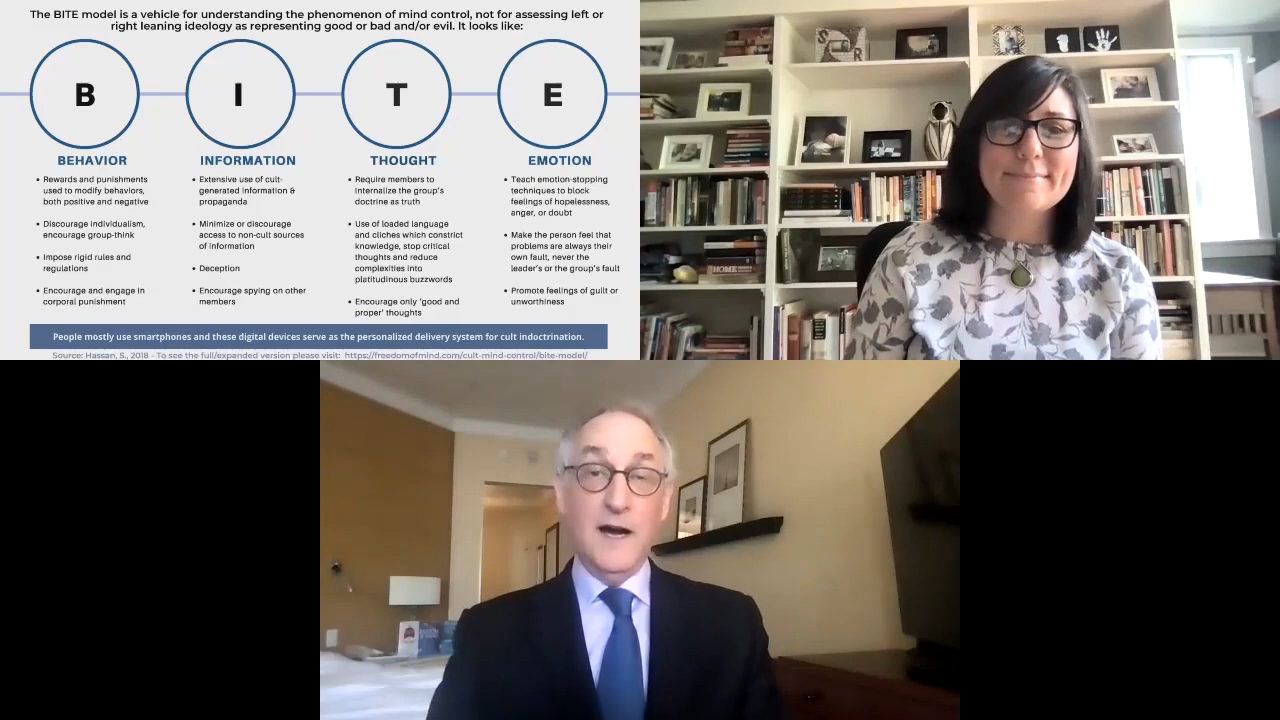 The BITE model is a vehicle for understanding the phenomenon of mind control, not for assessing left or
right leaning ideology as representing good or bad and/or evil. It looks like:
B
I
T
E
BEHAVIOR
• Rewards and punishments
used to modify behaviors,
both positive and negative
• Discourage individualism,
encourage group-think
• Impose rigid rules and
regulations
• Encourage and engage in
corporal punishment
INFORMATION
• Extensive use of cult-
generated information &
propaganda
• Minimize or discourage
access to non-cult sources
of information
• Deception
• Encourage spying on other
members
THOUGHT
• Require members to
internalize the group's
doctrine as truth
• Use of loaded language
and cliches which constrict
knowledge, stop critical
thoughts and reduce
complexities into
platitudinous buzzwords
• Encourage only 'good and
proper' thoughts
EMOTION
• Teach emotion-stopping
techniques to block
feelings of hopelessness,
anger, or doubt
• Make the person feel that
problems are always their
own fault, never the
leader's or the group's fault
• Promote feelings of guilt or
unworthiness
People mostly use smartphones and these digital devices serve as the personalized delivery system for cult indoctrination.
Source: Hassan, S., 2018 - To see the full/expanded version please visit: https://freedomofmind.com/cult-mind-control/bite-model/
S
R
HOME